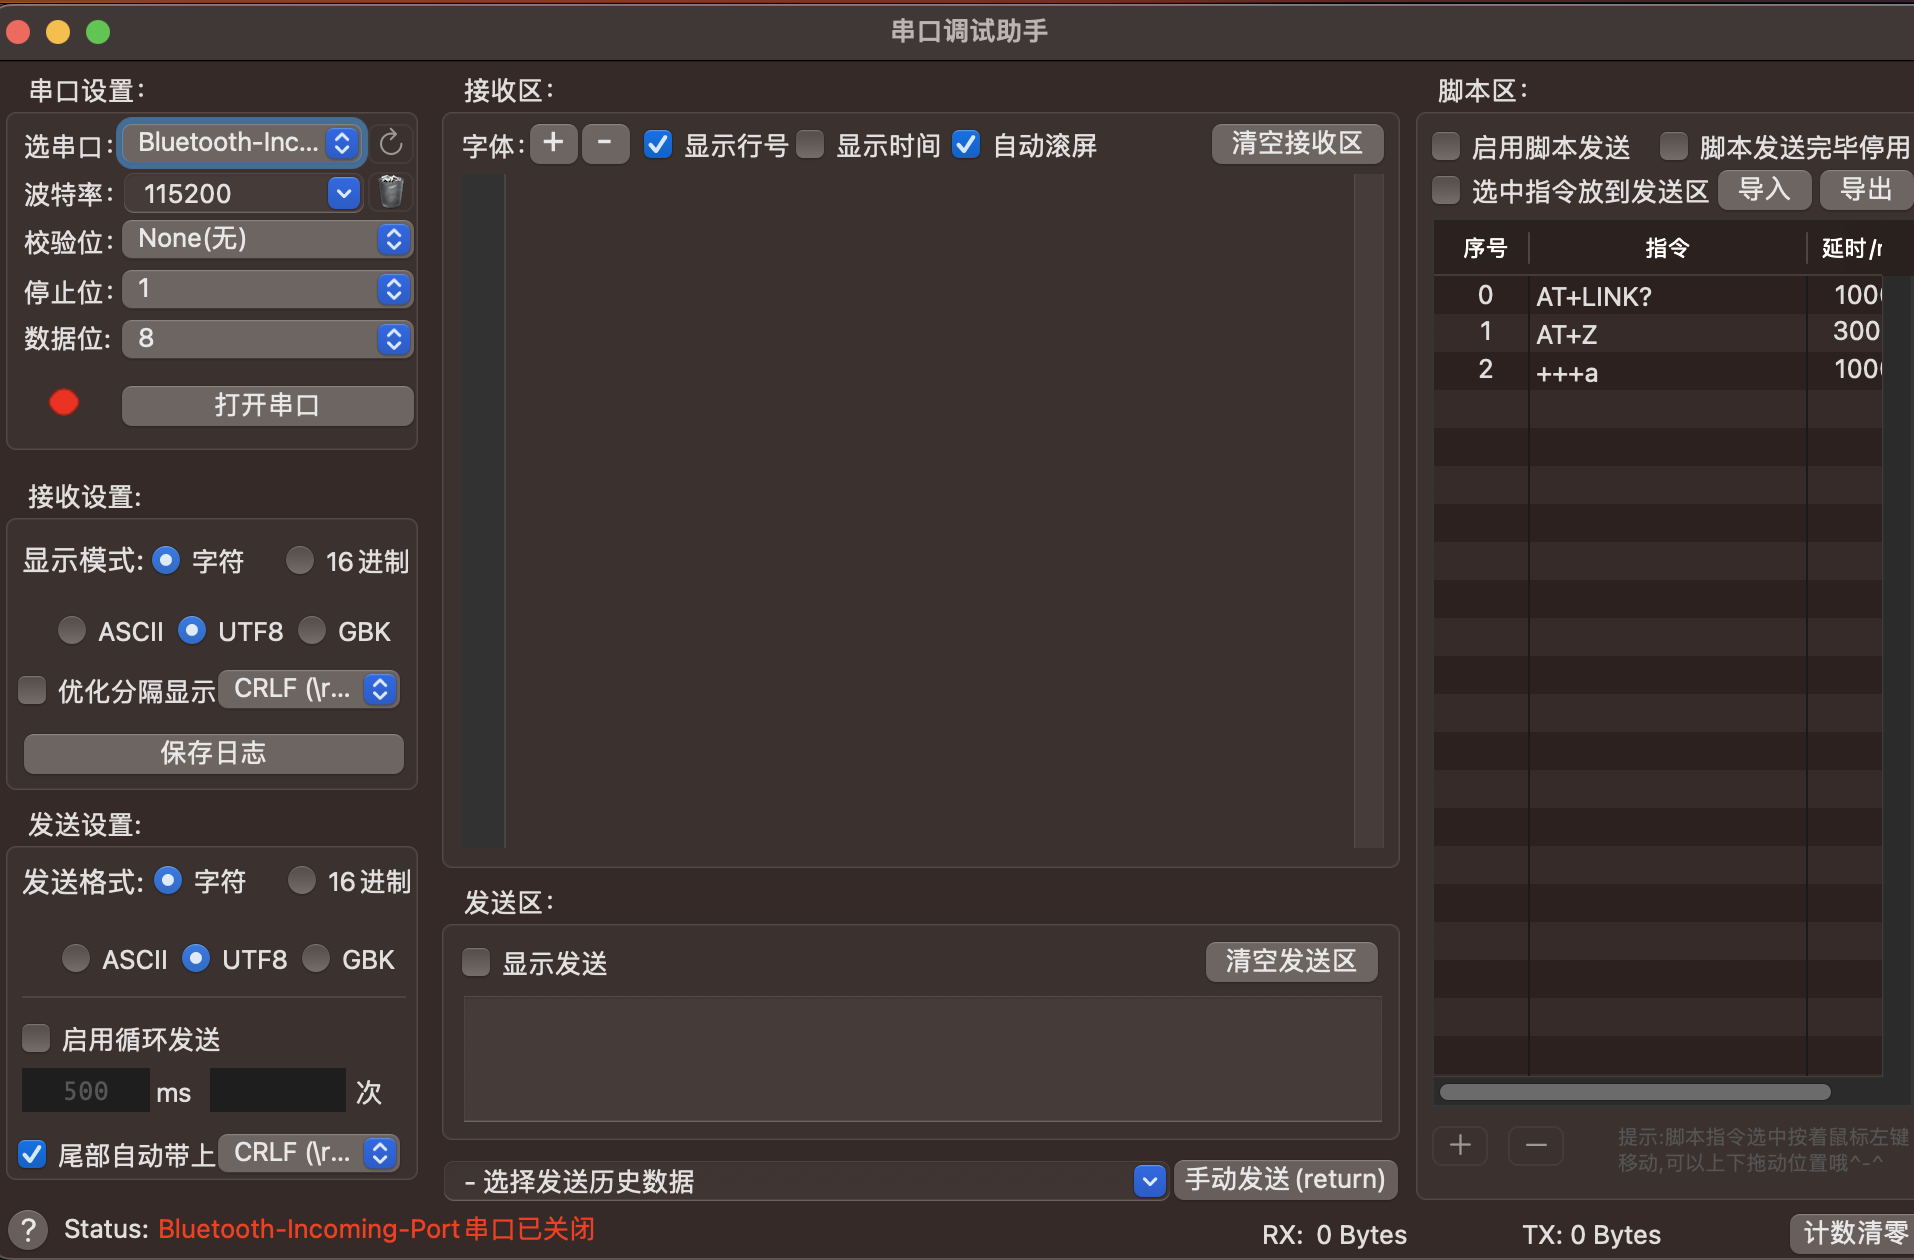 串口调试助手
串口设置:
选串口: Bluetooth-Inc...
波特率: 115200
校验位: None(无)
停止位: 1
数据位: 8
打开串口
接收设置:
显示模式: 字符 16进制
ASCII UTF8 GBK
优化分隔显示 CRLF (\r...
保存日志
发送设置:
发送格式: 字符 16进制
ASCII UTF8 GBK
启用循环发送
500 ms 次
尾部自动带上 CRLF (\r...
接收区:
字体: + - 显示行号 显示时间 自动滚屏 清空接收区
发送区:
显示发送 清空发送区
- 选择发送历史数据 手动发送(return)
脚本区:
启用脚本发送 脚本发送完毕停用
选中指令放到发送区 导入 导出
序号 指令 延时/
0 AT+LINK? 100
1 AT+Z 300
2 +++a 100
+ -
提示:脚本指令选中按着鼠标左键
移动,可以上下拖动位置哦^-^
? Status: Bluetooth-Incoming-Port串口已关闭 RX: 0 Bytes TX: 0 Bytes 计数清零